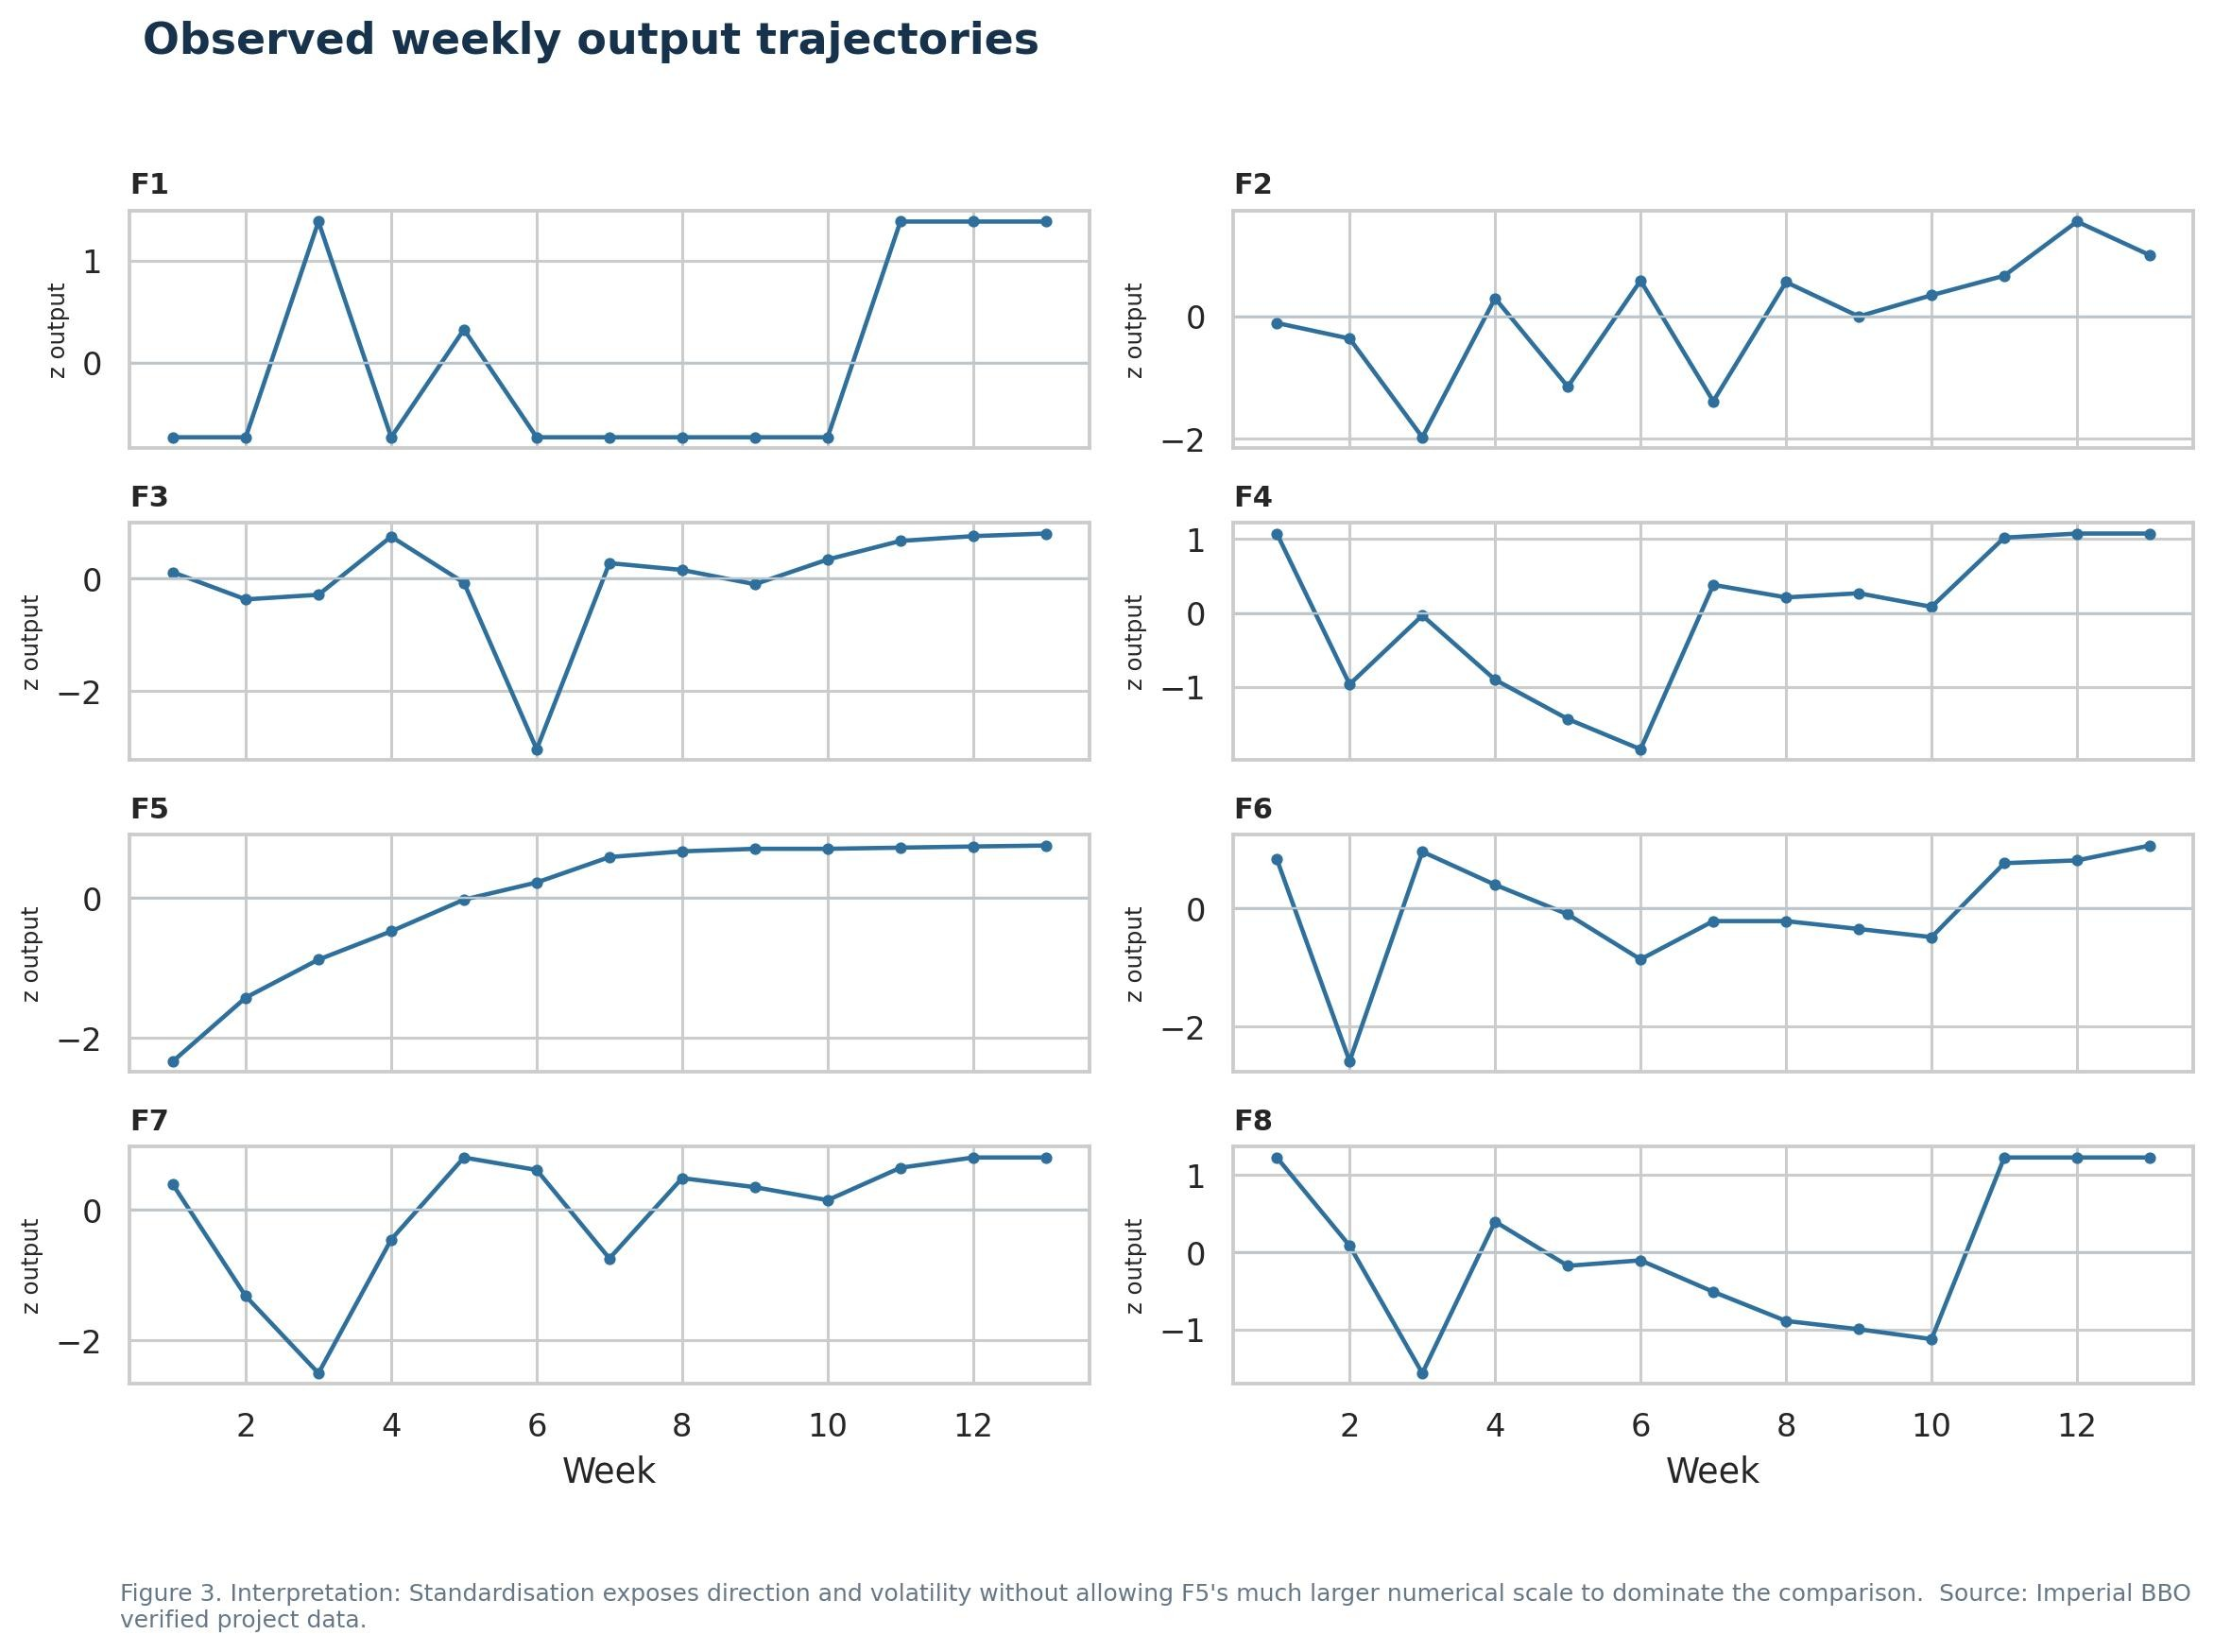 Observed weekly output trajectories
F1
z output
1
0
F2
z output
0
−2
F3
z output
0
−2
F4
z output
1
0
−1
F5
z output
0
−2
F6
z output
0
−2
F7
z output
0
−2
2 4 6 8 10 12
Week
F8
z output
1
0
−1
2 4 6 8 10 12
Week
Figure 3. Interpretation: Standardisation exposes direction and volatility without allowing F5's much larger numerical scale to dominate the comparison.  Source: Imperial BBO
verified project data.